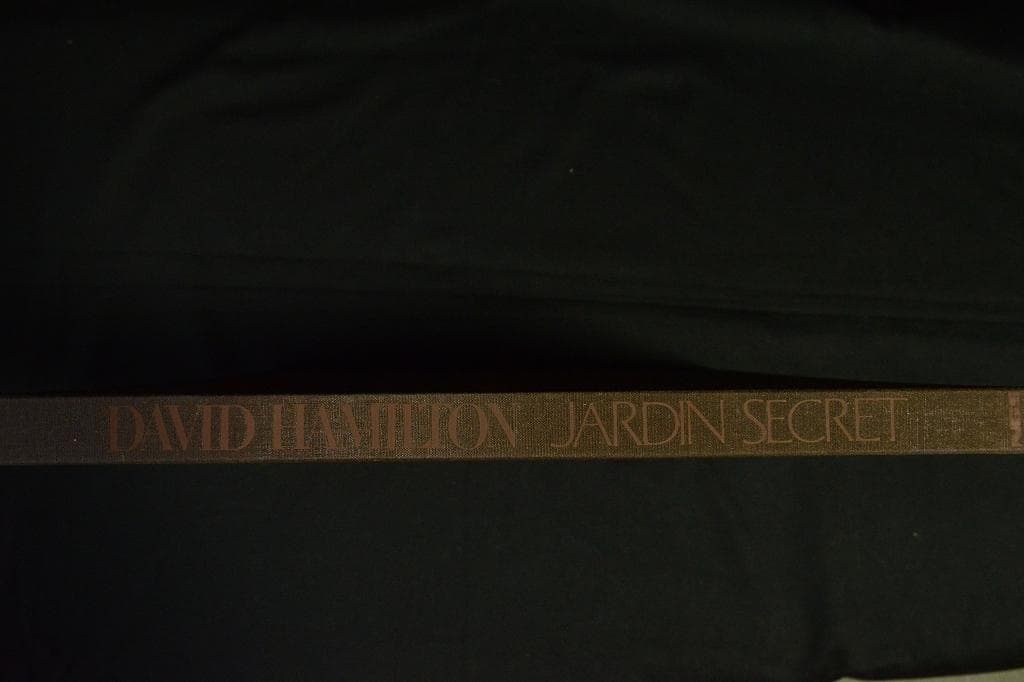 DAVID HAMILTON JARDIN SECRET